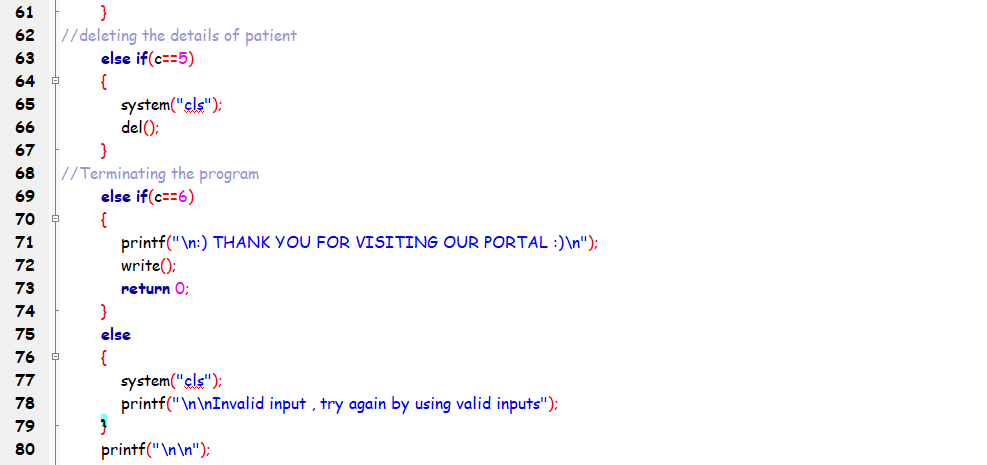 61 }
62 //deleting the details of patient
63 else if(c==5)
64 {
65 system("cls");
66 del();
67 }
68 //Terminating the program
69 else if(c==6)
70 {
71 printf("\n:) THANK YOU FOR VISITING OUR PORTAL :)\n");
72 write();
73 return 0;
74 }
75 else
76 {
77 system("cls");
78 printf("\n\nInvalid input , try again by using valid inputs");
79 }
80 printf("\n\n");